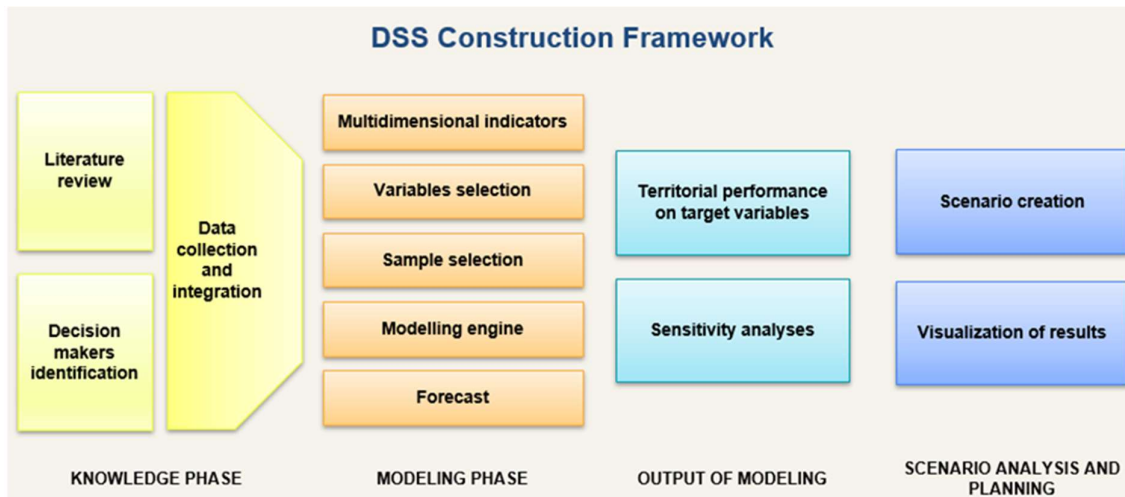 DSS Construction Framework
Literature
review
Decision
makers
identification
Data
collection
and
integration
Multidimensional indicators
Variables selection
Sample selection
Modelling engine
Forecast
Territorial performance
on target variables
Sensitivity analyses
Scenario creation
Visualization of results
KNOWLEDGE PHASE
MODELING PHASE
OUTPUT OF MODELING
SCENARIO ANALYSIS AND
PLANNING